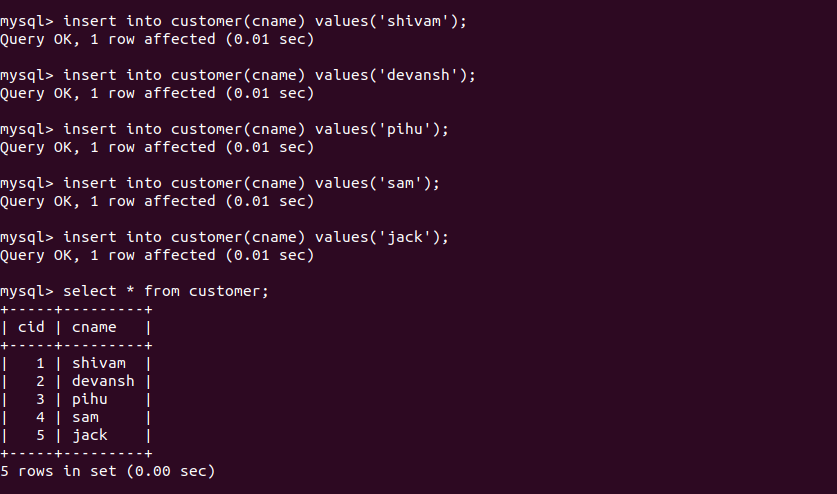 mysql> insert into customer(cname) values('shivam');
Query OK, 1 row affected (0.01 sec)
mysql> insert into customer(cname) values('devansh');
Query OK, 1 row affected (0.01 sec)
mysql> insert into customer(cname) values('pihu');
Query OK, 1 row affected (0.01 sec)
mysql> insert into customer(cname) values('sam');
Query OK, 1 row affected (0.01 sec)
mysql> insert into customer(cname) values('jack');
Query OK, 1 row affected (0.01 sec)
mysql> select * from customer;
+-----+---------+
| cid | cname   |
+-----+---------+
|   1 | shivam  |
|   2 | devansh |
|   3 | pihu    |
|   4 | sam     |
|   5 | jack    |
+-----+---------+
5 rows in set (0.00 sec)